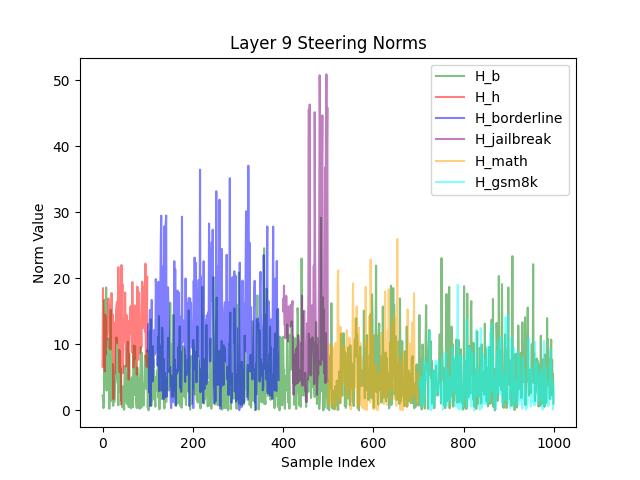 Layer 9 Steering Norms
50
40
30
20
10
0
Norm Value
H_b
H_h
H_borderline
H_jailbreak
H_math
H_gsm8k
0 200 400 600 800 1000
Sample Index